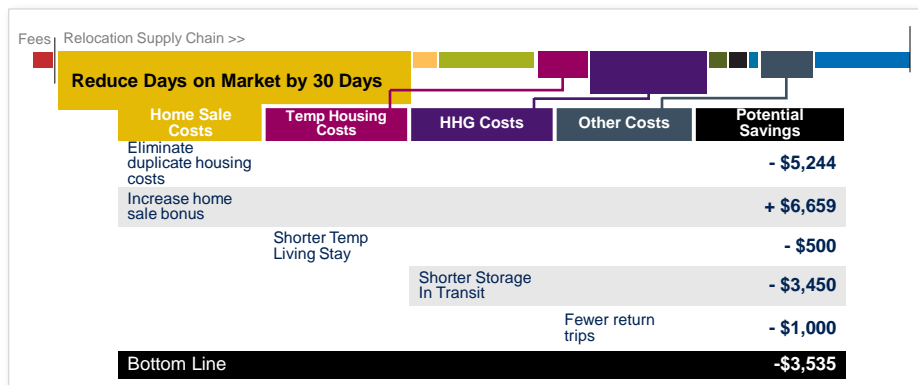 Fees
Relocation Supply Chain >>
Reduce Days on Market by 30 Days
Home Sale
Costs
Temp Housing
Costs
HHG Costs
Other Costs
Potential
Savings
Eliminate
duplicate housing
costs
- $5,244
Increase home
sale bonus
+ $6,659
Shorter Temp
Living Stay
- $500
Shorter Storage
In Transit
- $3,450
Fewer return
trips
- $1,000
Bottom Line
-$3,535